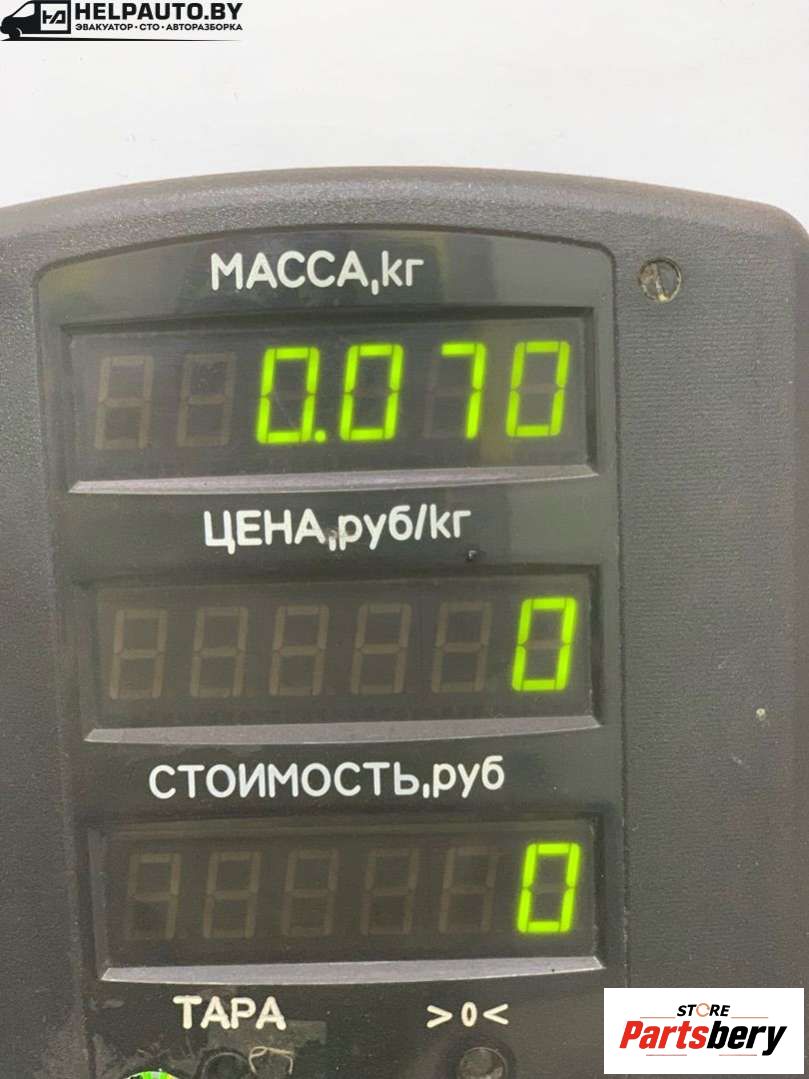 HELPAUTO.BY
ЭВАКУАТОР • СТО • АВТОРАЗБОРКА
МАССА,кг
0.070
ЦЕНА,руб/кг
0
СТОИМОСТЬ,руб
0
ТАРА >0<
STORE
Partsbery